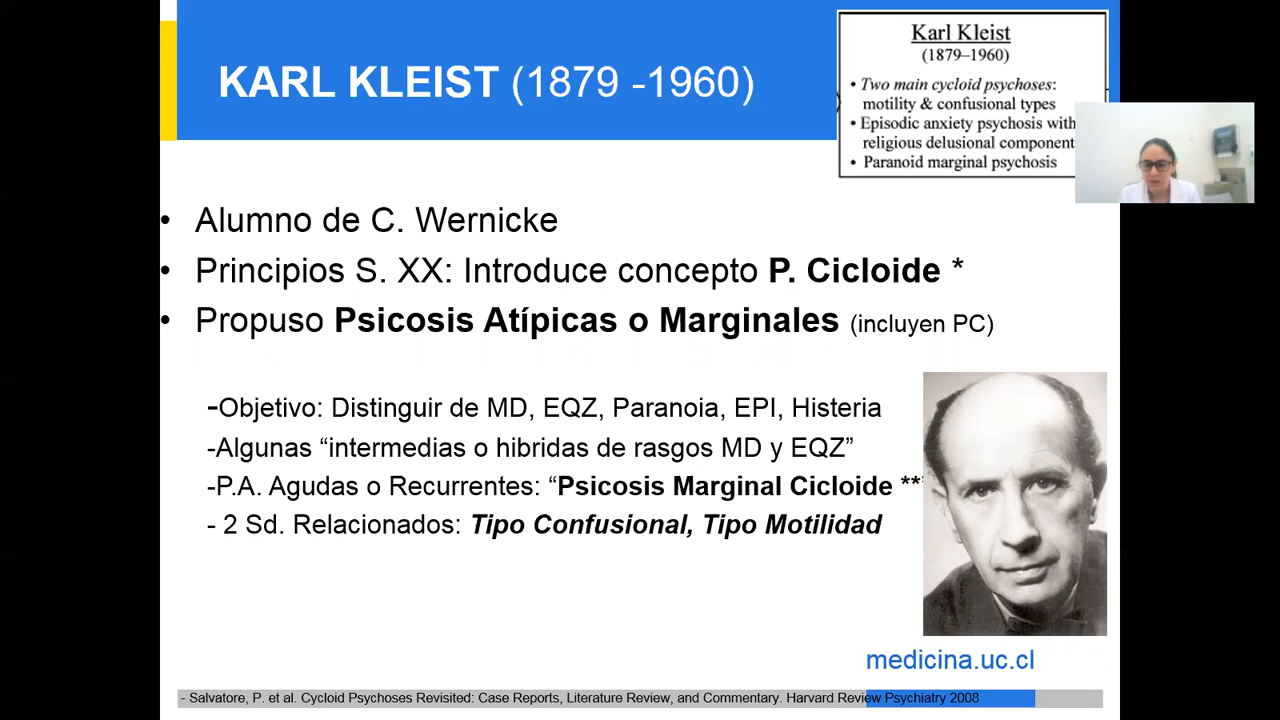 KARL KLEIST (1879 -1960)
Karl Kleist
(1879–1960)
• Two main cycloid psychoses:
motility & confusional types
• Episodic anxiety psychosis with
religious delusional component
• Paranoid marginal psychosis
• Alumno de C. Wernicke
• Principios S. XX: Introduce concepto P. Cicloide *
• Propuso Psicosis Atípicas o Marginales (incluyen PC)
-Objetivo: Distinguir de MD, EQZ, Paranoia, EPI, Histeria
-Algunas “intermedias o hibridas de rasgos MD y EQZ”
-P.A. Agudas o Recurrentes: “Psicosis Marginal Cicloide **
- 2 Sd. Relacionados: Tipo Confusional, Tipo Motilidad
medicina.uc.cl
- Salvatore, P. et al. Cycloid Psychoses Revisited: Case Reports, Literature Review, and Commentary. Harvard Review Psychiatry 2008